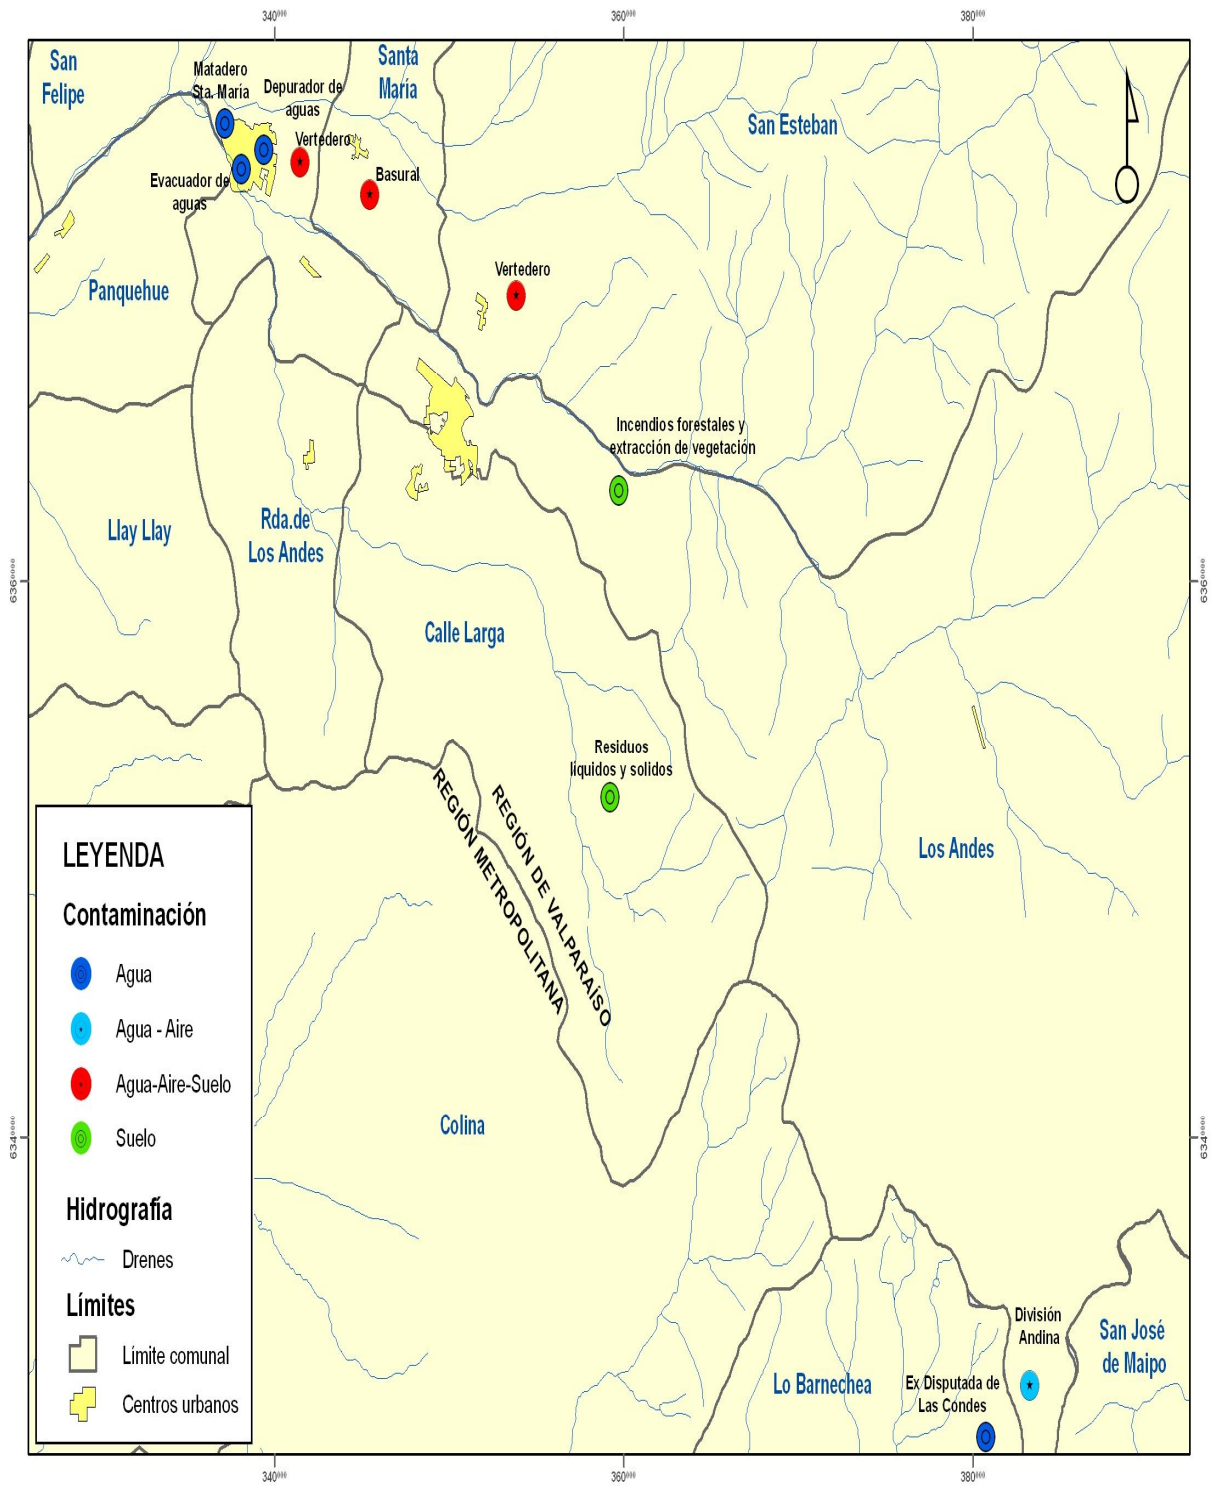 340000
360000
380000
San
Felipe
Santa
María
Matadero
Sta. María
Depurador de
aguas
Vertedero
San Esteban
Basural
Evacuador de
aguas
Panquehue
Vertedero
Incendios forestales y
extracción de vegetación
Llay Llay
Rda.de
Los Andes
6360000
6360000
Calle Larga
Residuos
líquidos y solidos
REGIÓN DE VALPARAÍSO
REGIÓN METROPOLITANA
Los Andes
LEYENDA
Contaminación
Agua
Agua - Aire
Agua-Aire-Suelo
Suelo
Hidrografía
Drenes
Límites
Límite comunal
Centros urbanos
Colina
6340000
6340000
División
Andina
San José
de Maipo
Lo Barnechea
Ex Disputada de
Las Condes
340000
360000
380000